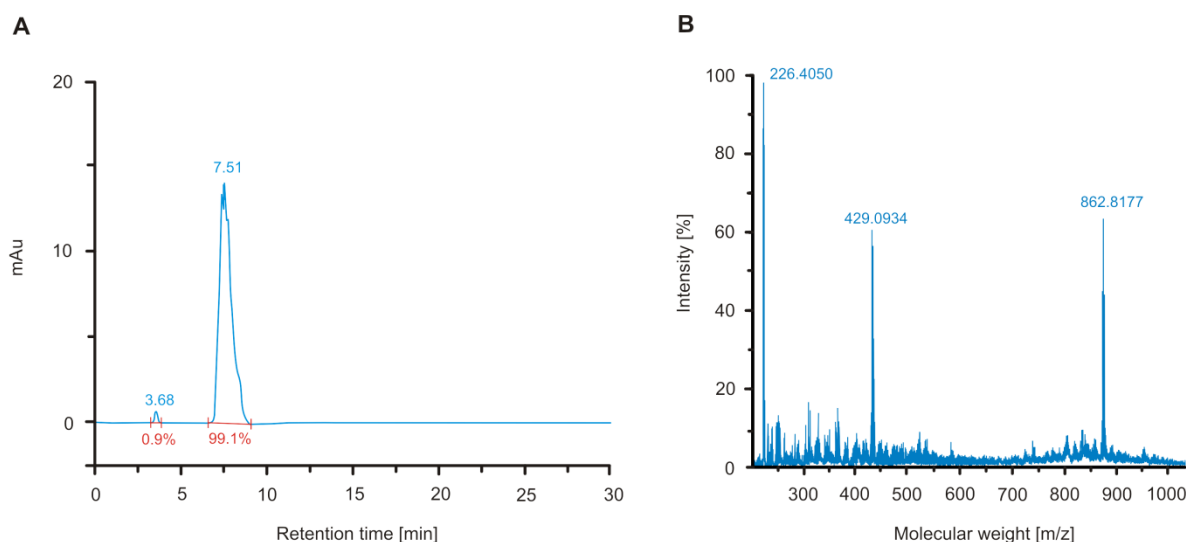 A
20
10
0
mAu
7.51
3.68
0.9%
99.1%
0 5 10 15 20 25 30
Retention time [min]
B
100
80
60
40
20
0
Intensity [%]
226.4050
429.0934
862.8177
300 400 500 600 700 800 900 1000
Molecular weight [m/z]